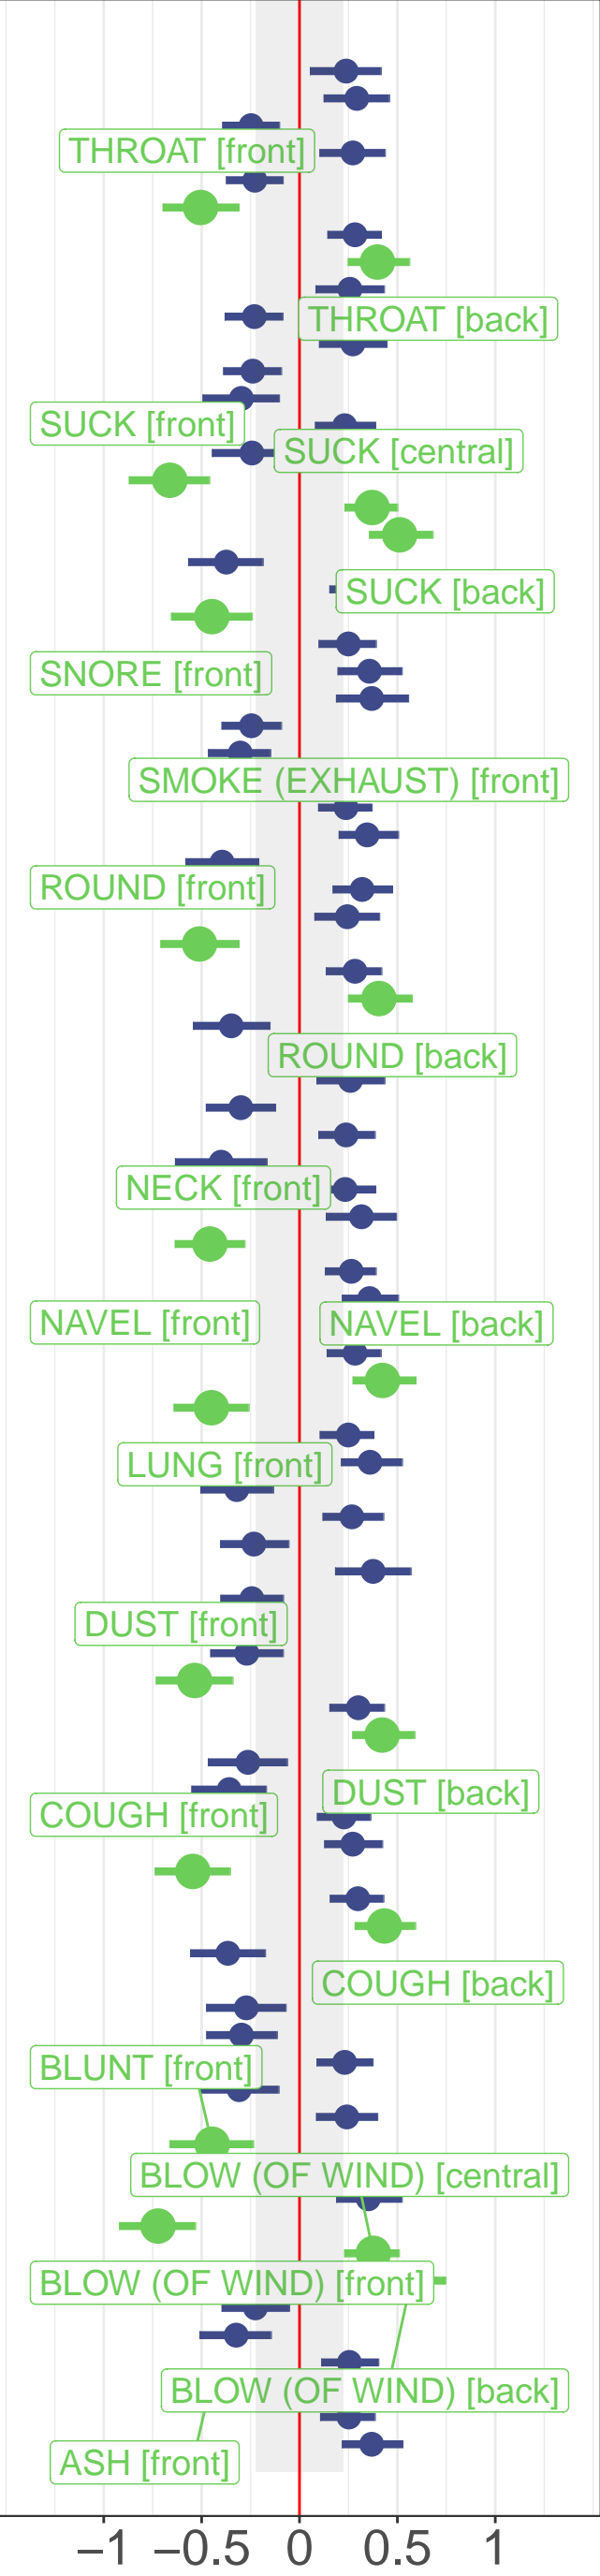 THROAT [front]
THROAT [back]
SUCK [front]
SUCK [central]
SUCK [back]
SNORE [front]
SMOKE (EXHAUST) [front]
ROUND [front]
ROUND [back]
NECK [front]
NAVEL [front]
NAVEL [back]
LUNG [front]
DUST [front]
DUST [back]
COUGH [front]
COUGH [back]
BLUNT [front]
BLOW (OF WIND) [central]
BLOW (OF WIND) [front]
BLOW (OF WIND) [back]
ASH [front]
−1 −0.5 0 0.5 1